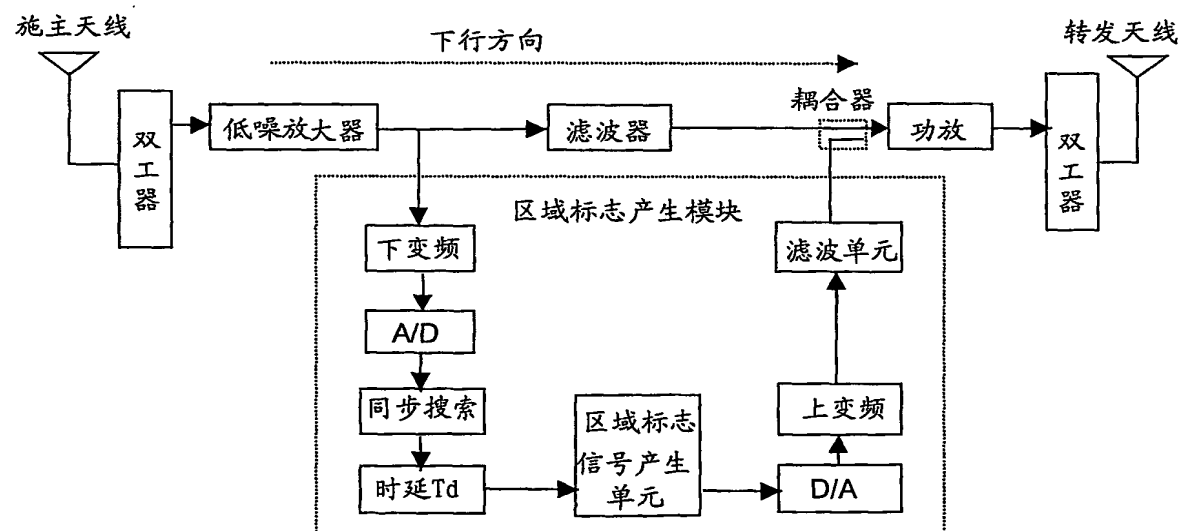 施主天线
下行方向
转发天线
耦合器
双工器
低噪放大器
滤波器
功放
双工器
区域标志产生模块
下变频
滤波单元
A/D
同步搜索
区域标志
信号产生
单元
上变频
时延Td
D/A